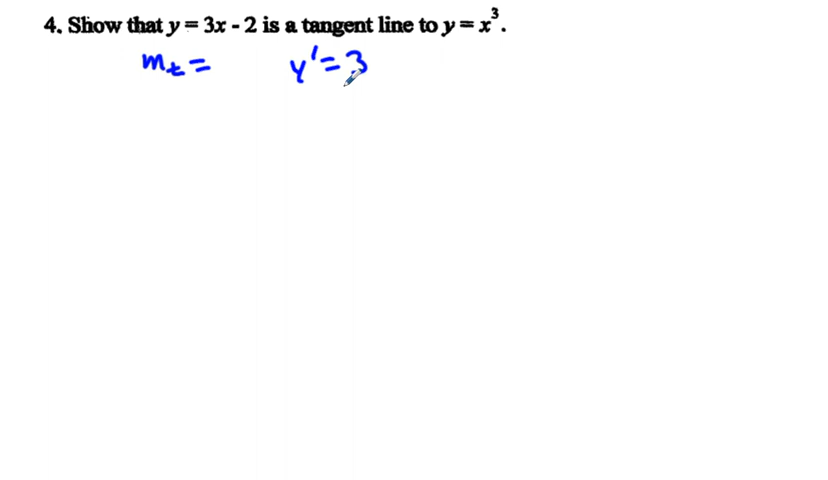 4. Show that y = 3x - 2 is a tangent line to y = x³.
mₜ = y' = 3